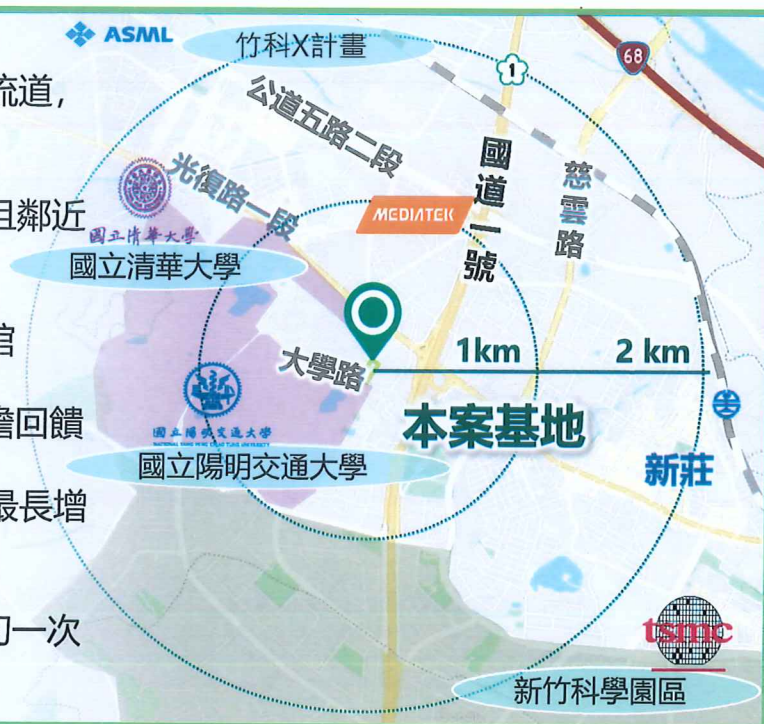 ASML
竹科X計畫
68
1
流道,
公道五路二段
國道一號
慈雲路
光復路一段
且鄰近
MEDIATEK
國立清華大學
國立清華大學
館
大學路
1km
2 km
本案基地
國立陽明交通大學
國立陽明交通大學
新莊
擔回饋
最長增
初一次
tsmc
新竹科學園區